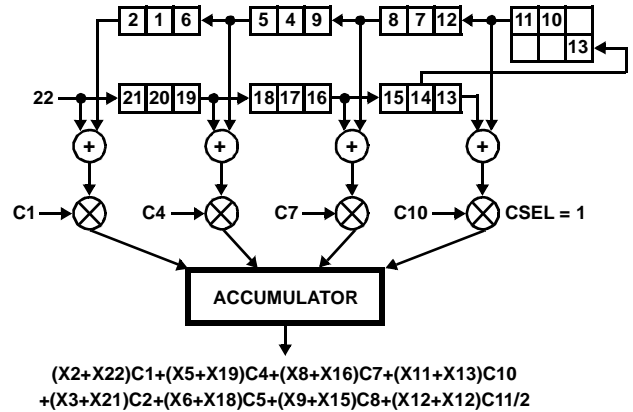 2 1 6 5 4 9 8 7 12 11 10
13
22 21 20 19 18 17 16 15 14 13
+ + + +
C1 C4 C7 C10 CSEL = 1
ACCUMULATOR
(X2+X22)C1+(X5+X19)C4+(X8+X16)C7+(X11+X13)C10
+(X3+X21)C2+(X6+X18)C5+(X9+X15)C8+(X12+X12)C11/2